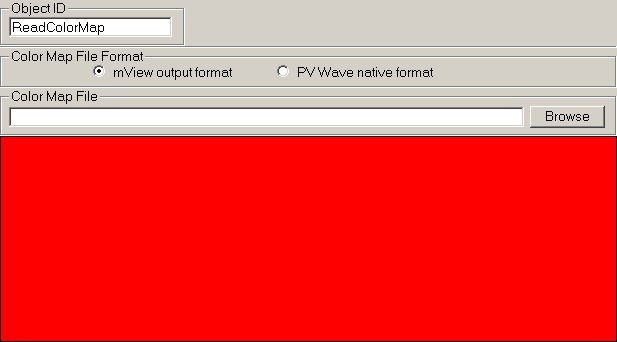 Object ID
ReadColorMap
Color Map File Format
mView output format PV Wave native format
Color Map File
Browse